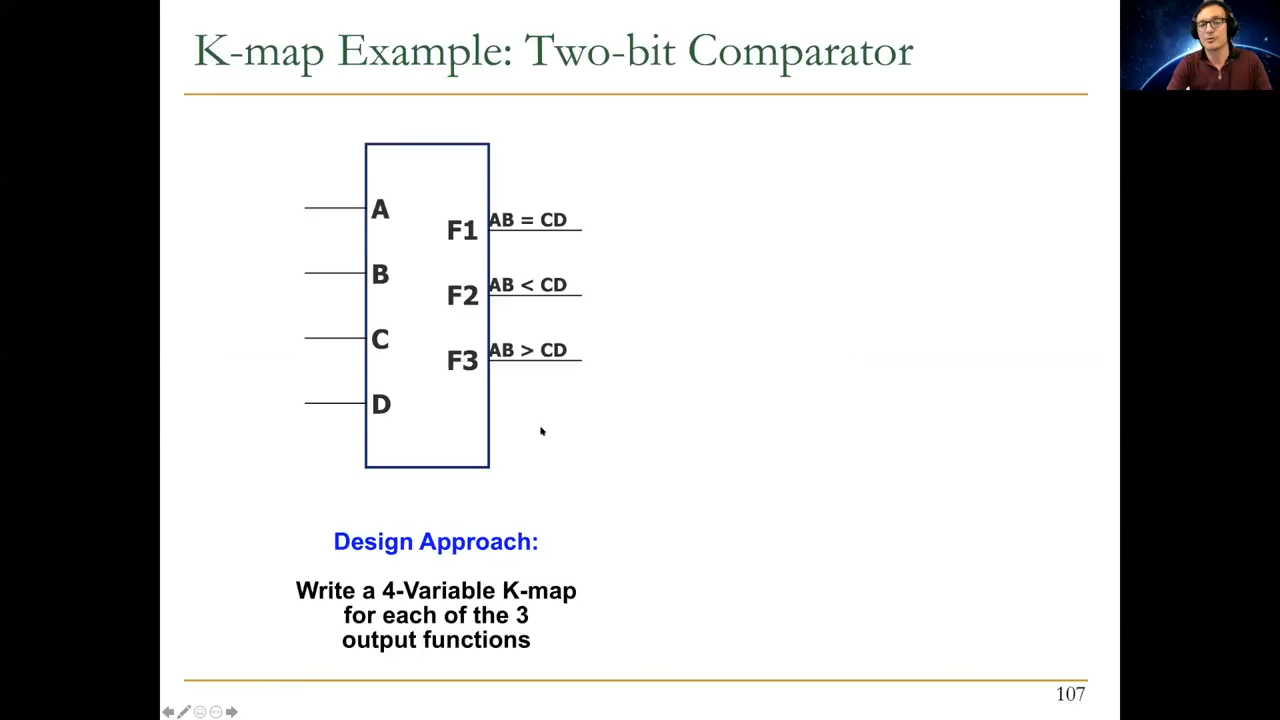 K-map Example: Two-bit Comparator
A
B
C
D
F1
AB = CD
F2
AB < CD
F3
AB > CD
Design Approach:
Write a 4-Variable K-map
for each of the 3
output functions
107